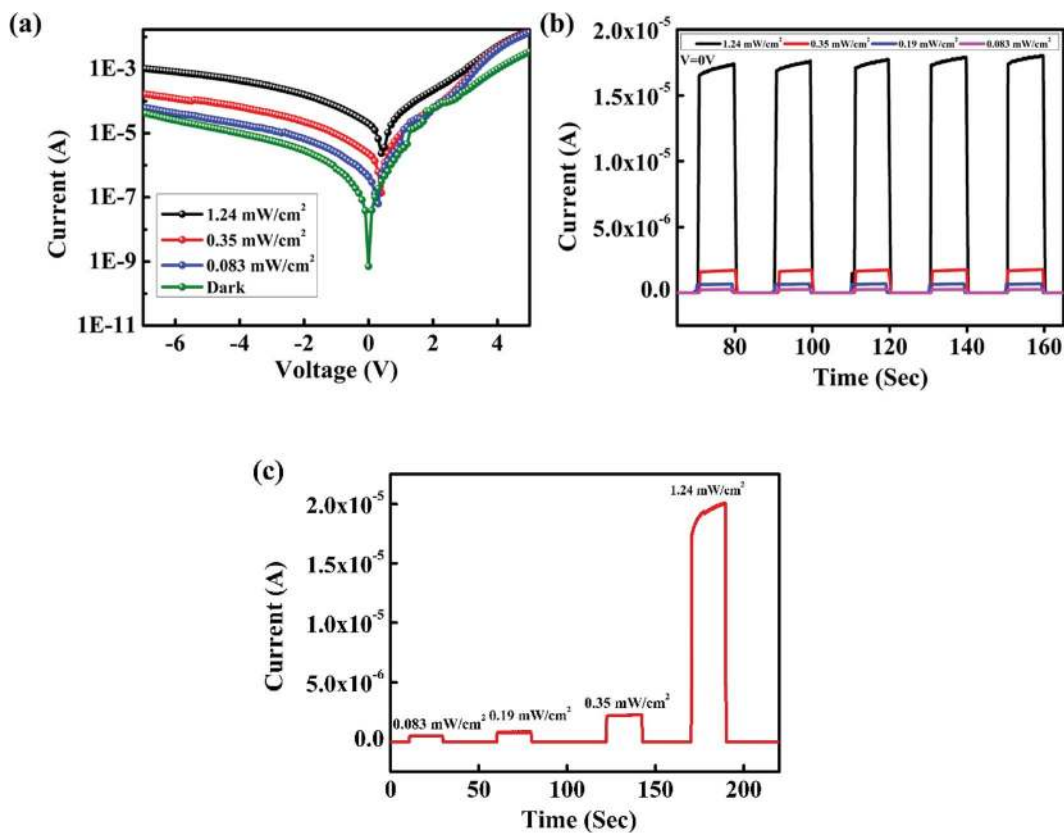 (a)
1E-3
1E-5
1E-7
1E-9
1E-11
Current (A)
1.24 mW/cm²
0.35 mW/cm²
0.083 mW/cm²
Dark
-6 -4 -2 0 2 4
Voltage (V)
(b)
2.0x10⁻⁵
1.5x10⁻⁵
1.0x10⁻⁵
5.0x10⁻⁶
0.0
Current (A)
1.24 mW/cm² 0.35 mW/cm² 0.19 mW/cm² 0.083 mW/cm²
V=0V
80 100 120 140 160
Time (Sec)
(c)
2.0x10⁻⁵
1.5x10⁻⁵
1.0x10⁻⁵
5.0x10⁻⁶
0.0
Current (A)
0.083 mW/cm²
0.19 mW/cm²
0.35 mW/cm²
1.24 mW/cm²
0 50 100 150 200
Time (Sec)